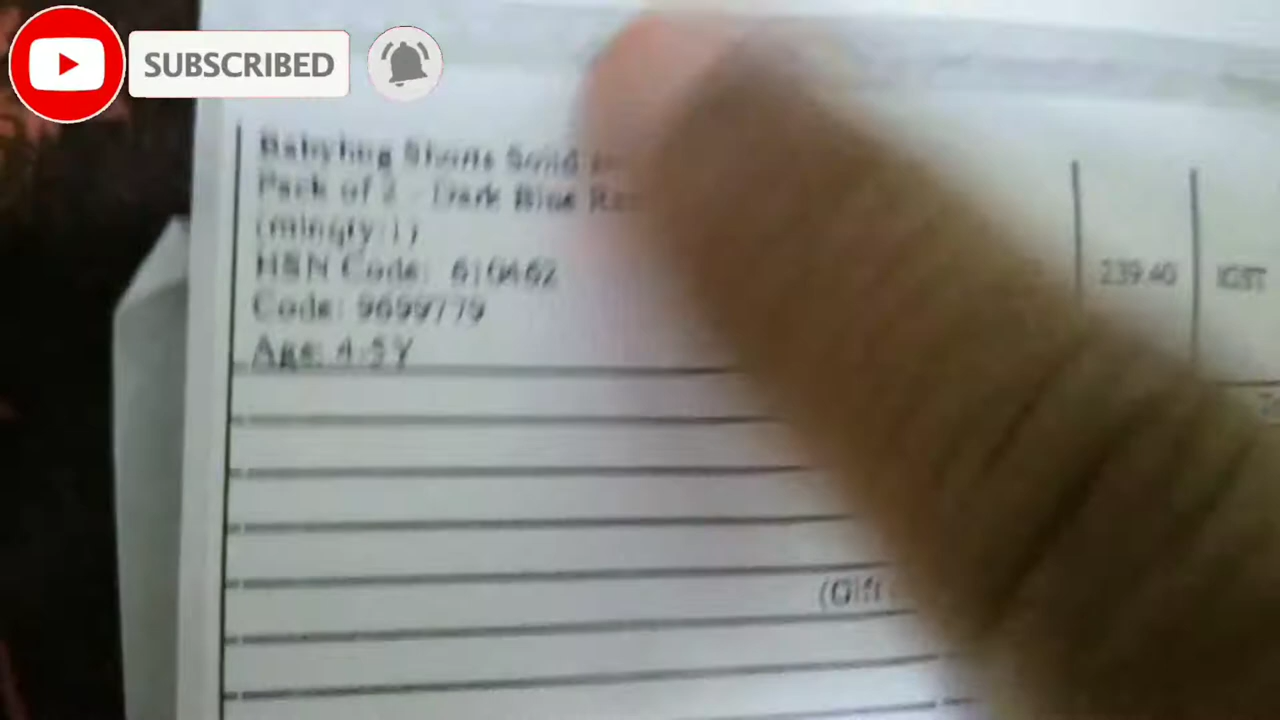 SUBSCRIBED
Babyhug Shorts Solid
Pack of 2 - Dark Blue
(minqty:1)
HSN Code: 610462
Code: 9699779
Age: 4-5Y
239.40
IGST
(Gift